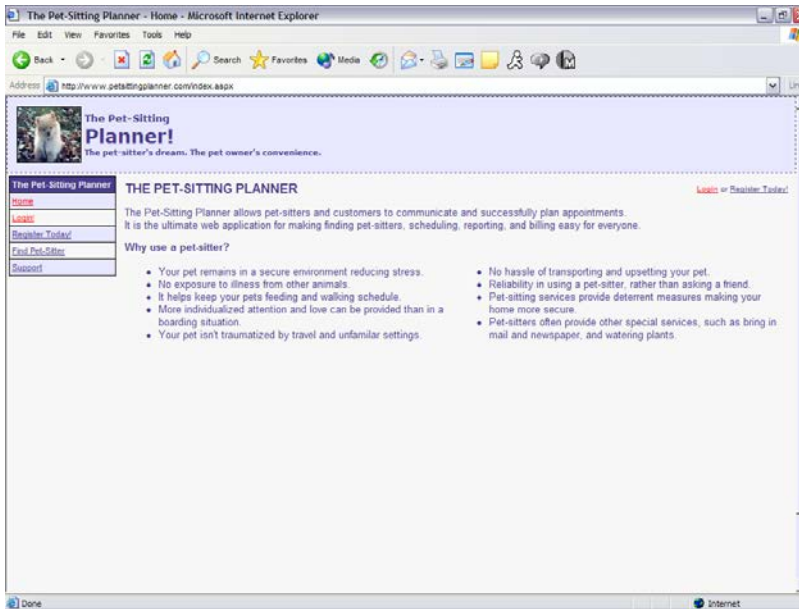 The Pet-Sitting Planner - Home - Microsoft Internet Explorer
File Edit View Favorites Tools Help
Back Search Favorites Media
Address http://www.petsittingplanner.com/index.aspx
The Pet-Sitting
Planner!
The pet-sitter's dream. The pet owner's convenience.
The Pet-Sitting Planner
Home
Login
Register Today!
Find Pet-Sitter
Support
THE PET-SITTING PLANNER
Login or Register Today!
The Pet-Sitting Planner allows pet-sitters and customers to communicate and successfully plan appointments.
It is the ultimate web application for making finding pet-sitters, scheduling, reporting, and billing easy for everyone.
Why use a pet-sitter?
• Your pet remains in a secure environment reducing stress.
• No exposure to illness from other animals.
• It helps keep your pets feeding and walking schedule.
• More individualized attention and love can be provided than in a
boarding situation.
• Your pet isn't traumatized by travel and unfamilar settings.
• No hassle of transporting and upsetting your pet.
• Reliability in using a pet-sitter, rather than asking a friend.
• Pet-sitting services provide deterrent measures making your
home more secure.
• Pet-sitters often provide other special services, such as bring in
mail and newspaper, and watering plants.
Done
Internet